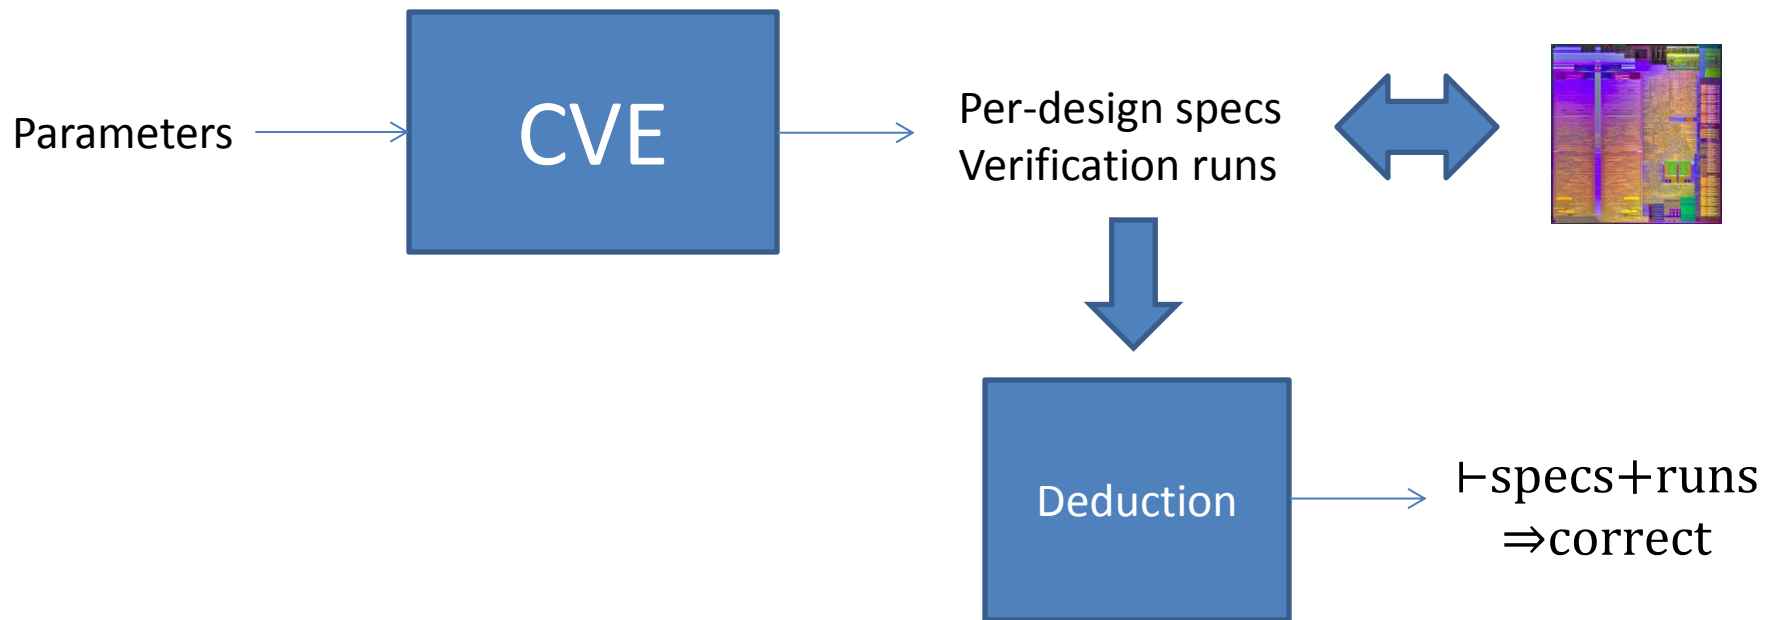 Parameters
CVE
Per-design specs
Verification runs
Deduction
⊢specs+runs
⇒correct